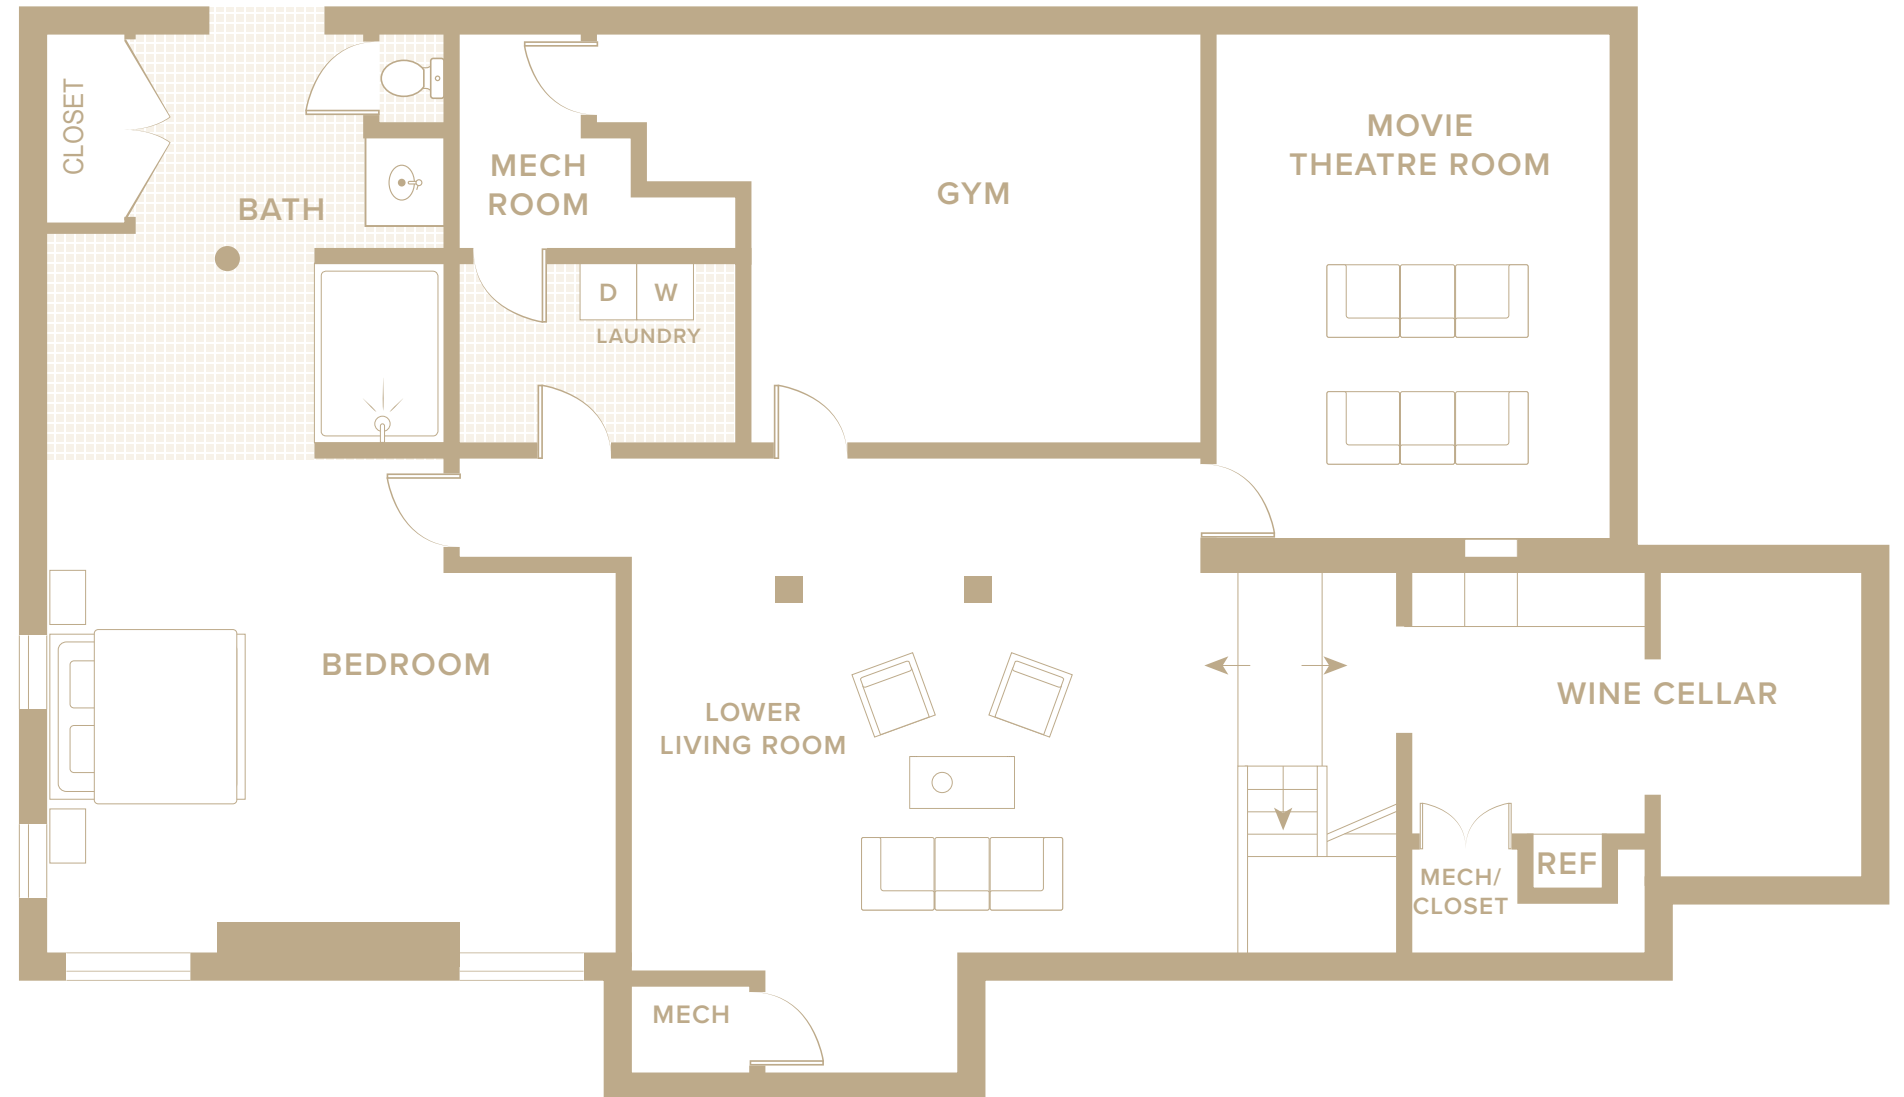 CLOSET
BATH
MECH
ROOM
GYM
MOVIE
THEATRE ROOM
D
W
LAUNDRY
BEDROOM
LOWER
LIVING ROOM
WINE CELLAR
REF
MECH/
CLOSET
MECH